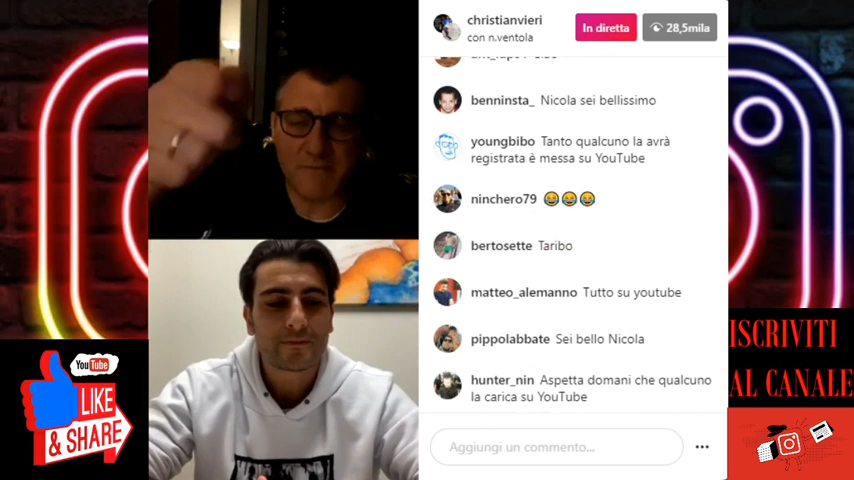 christianvieri
con n.ventola
In diretta
28,5mila
benninsta_ Nicola sei bellissimo
youngbibo Tanto qualcuno la avrà
registrata è messa su YouTube
ninchero79 😂😂😂
bertosette Taribo
matteo_alemanno Tutto su youtube
pippolabbate Sei bello Nicola
hunter_nin Aspetta domani che qualcuno
la carica su YouTube
Aggiungi un commento...
YouTube
LIKE
& SHARE
ISCRIVITI
AL CANALE